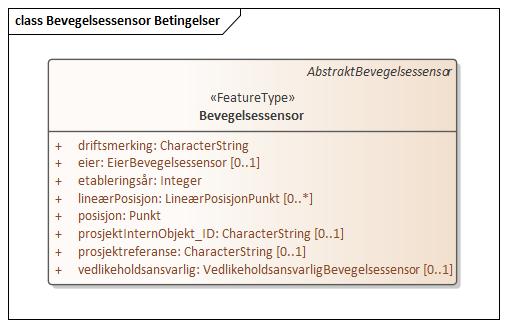 class Bevegelsessensor Betingelser
AbstraktBevegelsessensor
«FeatureType»
Bevegelsessensor
+ driftsmerking: CharacterString
+ eier: EierBevegelsessensor [0..1]
+ etableringsår: Integer
+ lineærPosisjon: LineærPosisjonPunkt [0..*]
+ posisjon: Punkt
+ prosjektInternObjekt_ID: CharacterString [0..1]
+ prosjektreferanse: CharacterString [0..1]
+ vedlikeholdsansvarlig: VedlikeholdsansvarligBevegelsessensor [0..1]